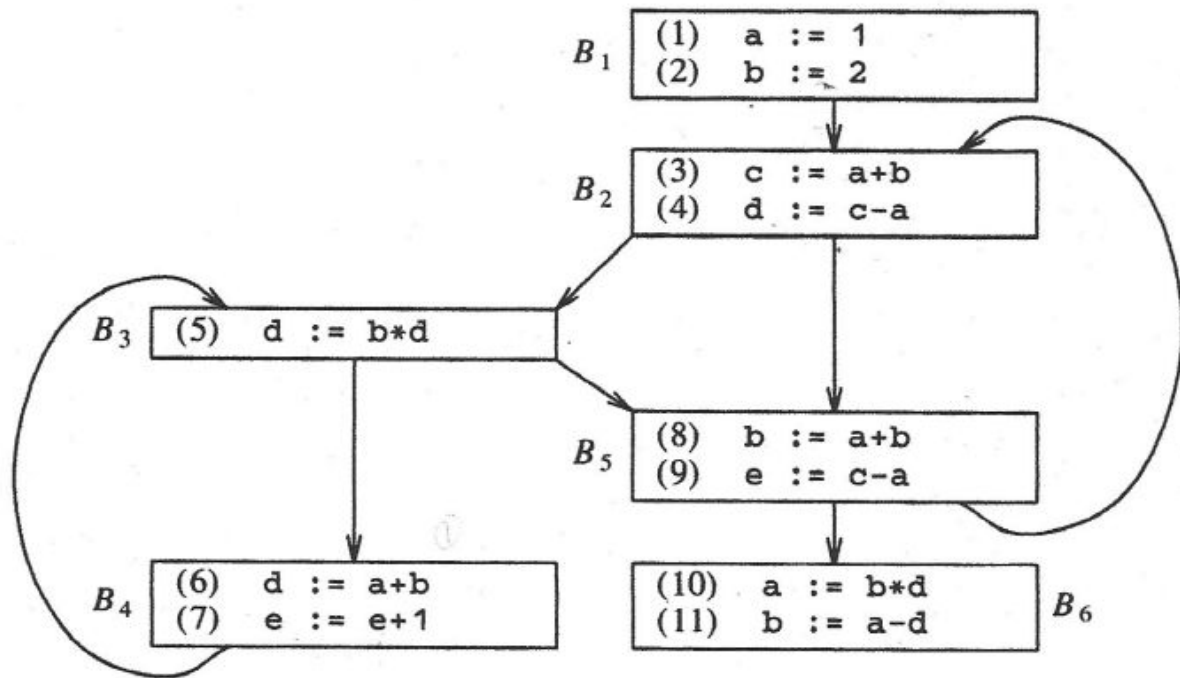 B1
(1) a := 1
(2) b := 2
B2
(3) c := a+b
(4) d := c-a
B3
(5) d := b*d
B5
(8) b := a+b
(9) e := c-a
B4
(6) d := a+b
(7) e := e+1
(10) a := b*d
(11) b := a-d
B6